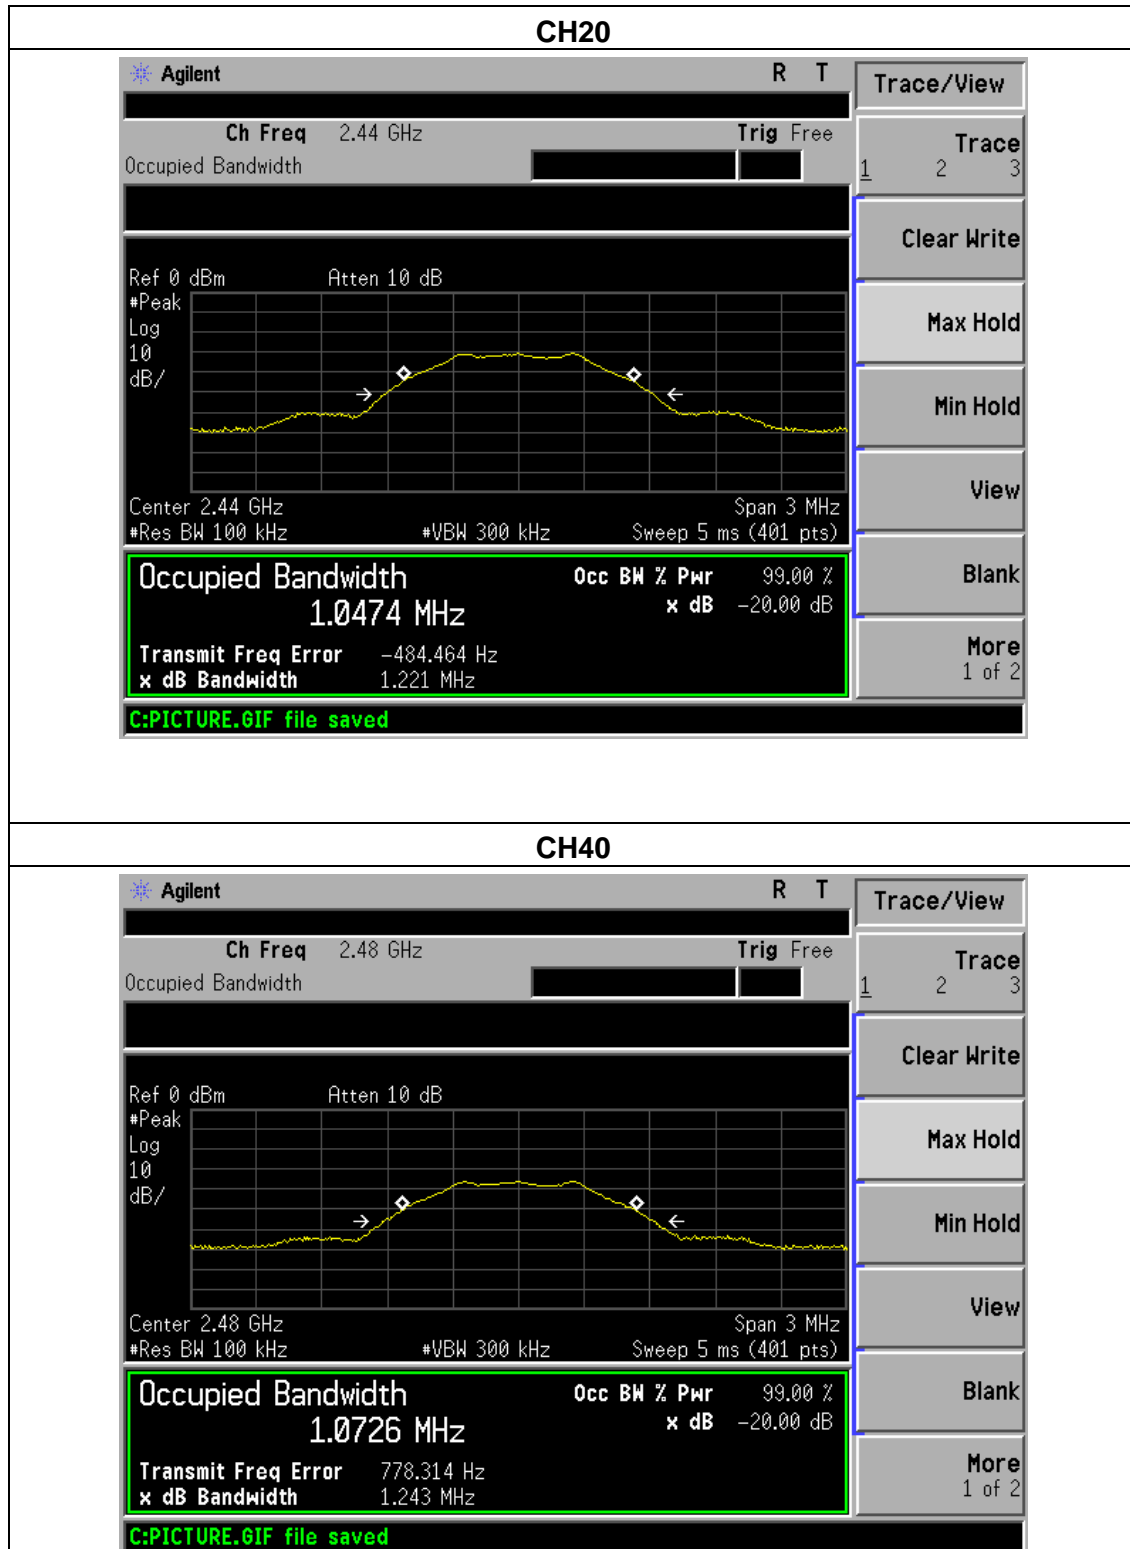 CH20
Agilent R T
Trace/View
Ch Freq 2.44 GHz Trig Free
Occupied Bandwidth
Trace
1 2 3
Clear Write
Max Hold
Min Hold
View
Blank
More
1 of 2
Ref 0 dBm Atten 10 dB
#Peak
Log
10
dB/
Center 2.44 GHz Span 3 MHz
#Res BW 100 kHz #VBW 300 kHz Sweep 5 ms (401 pts)
Occupied Bandwidth Occ BW % Pwr 99.00 %
1.0474 MHz x dB -20.00 dB
Transmit Freq Error -484.464 Hz
x dB Bandwidth 1.221 MHz
C:PICTURE.GIF file saved
CH40
Agilent R T
Trace/View
Ch Freq 2.48 GHz Trig Free
Occupied Bandwidth
Trace
1 2 3
Clear Write
Max Hold
Min Hold
View
Blank
More
1 of 2
Ref 0 dBm Atten 10 dB
#Peak
Log
10
dB/
Center 2.48 GHz Span 3 MHz
#Res BW 100 kHz #VBW 300 kHz Sweep 5 ms (401 pts)
Occupied Bandwidth Occ BW % Pwr 99.00 %
1.0726 MHz x dB -20.00 dB
Transmit Freq Error 778.314 Hz
x dB Bandwidth 1.243 MHz
C:PICTURE.GIF file saved